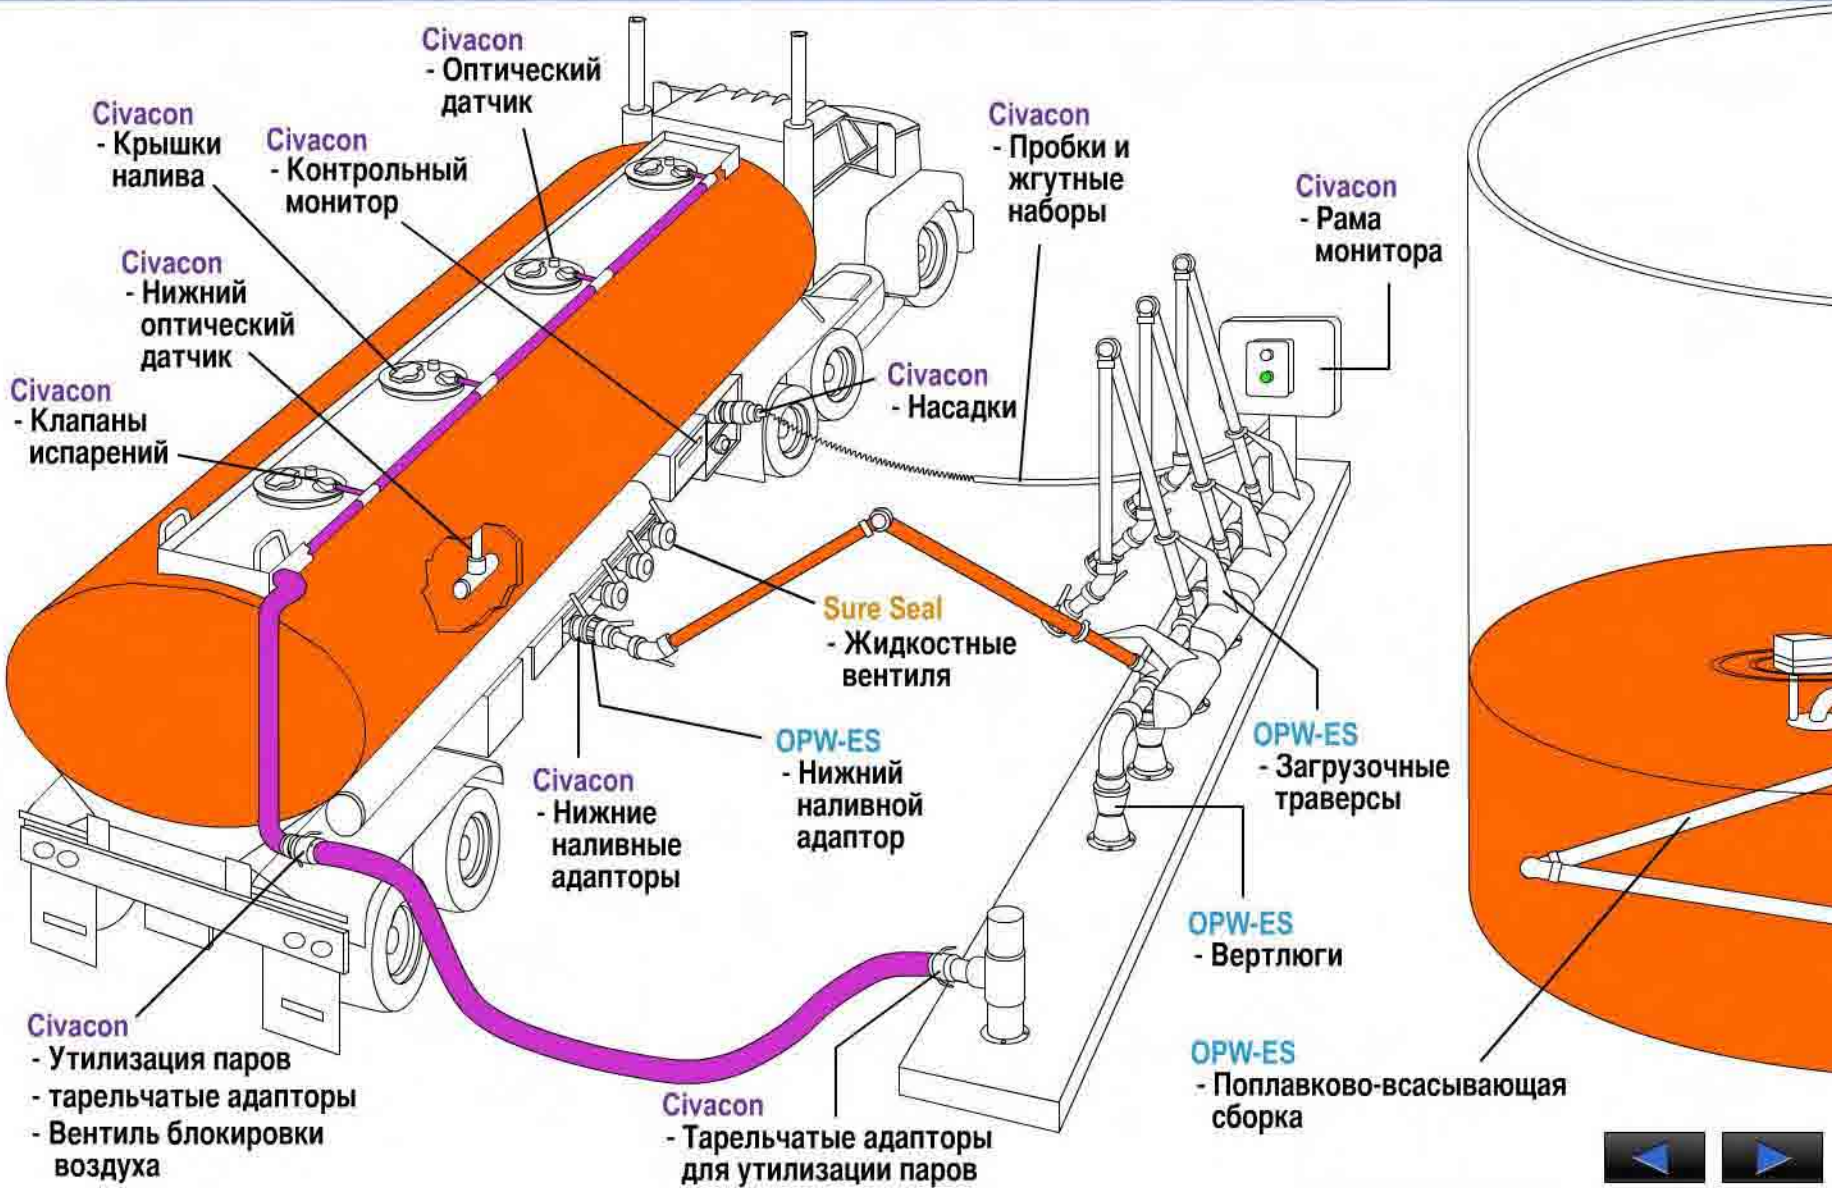 Civacon
- Оптический
датчик
Civacon
- Крышки
налива
Civacon
- Контрольный
монитор
Civacon
- Пробки и
жгутные
наборы
Civacon
- Рама
монитора
Civacon
- Нижний
оптический
датчик
Civacon
- Клапаны
испарений
Civacon
- Насадки
Sure Seal
- Жидкостные
вентиля
OPW-ES
- Нижний
наливной
адаптор
Civacon
- Нижние
наливные
адапторы
OPW-ES
- Загрузочные
траверсы
OPW-ES
- Вертлюги
OPW-ES
- Поплавково-всасывающая
сборка
Civacon
- Утилизация паров
- тарельчатые адапторы
- Вентиль блокировки
воздуха
Civacon
- Тарельчатые адапторы
для утилизации паров